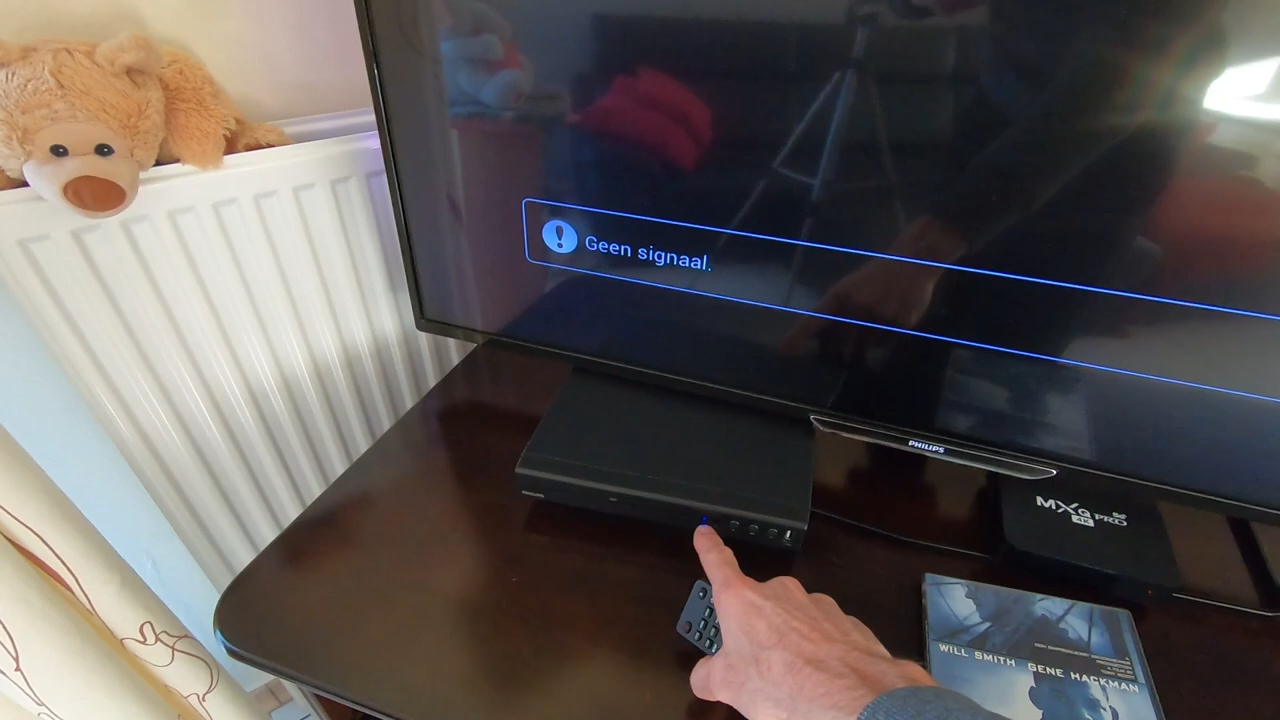 Geen signaal.
PHILIPS
MXQ PRO
4K
WILL SMITH GENE HACKMAN